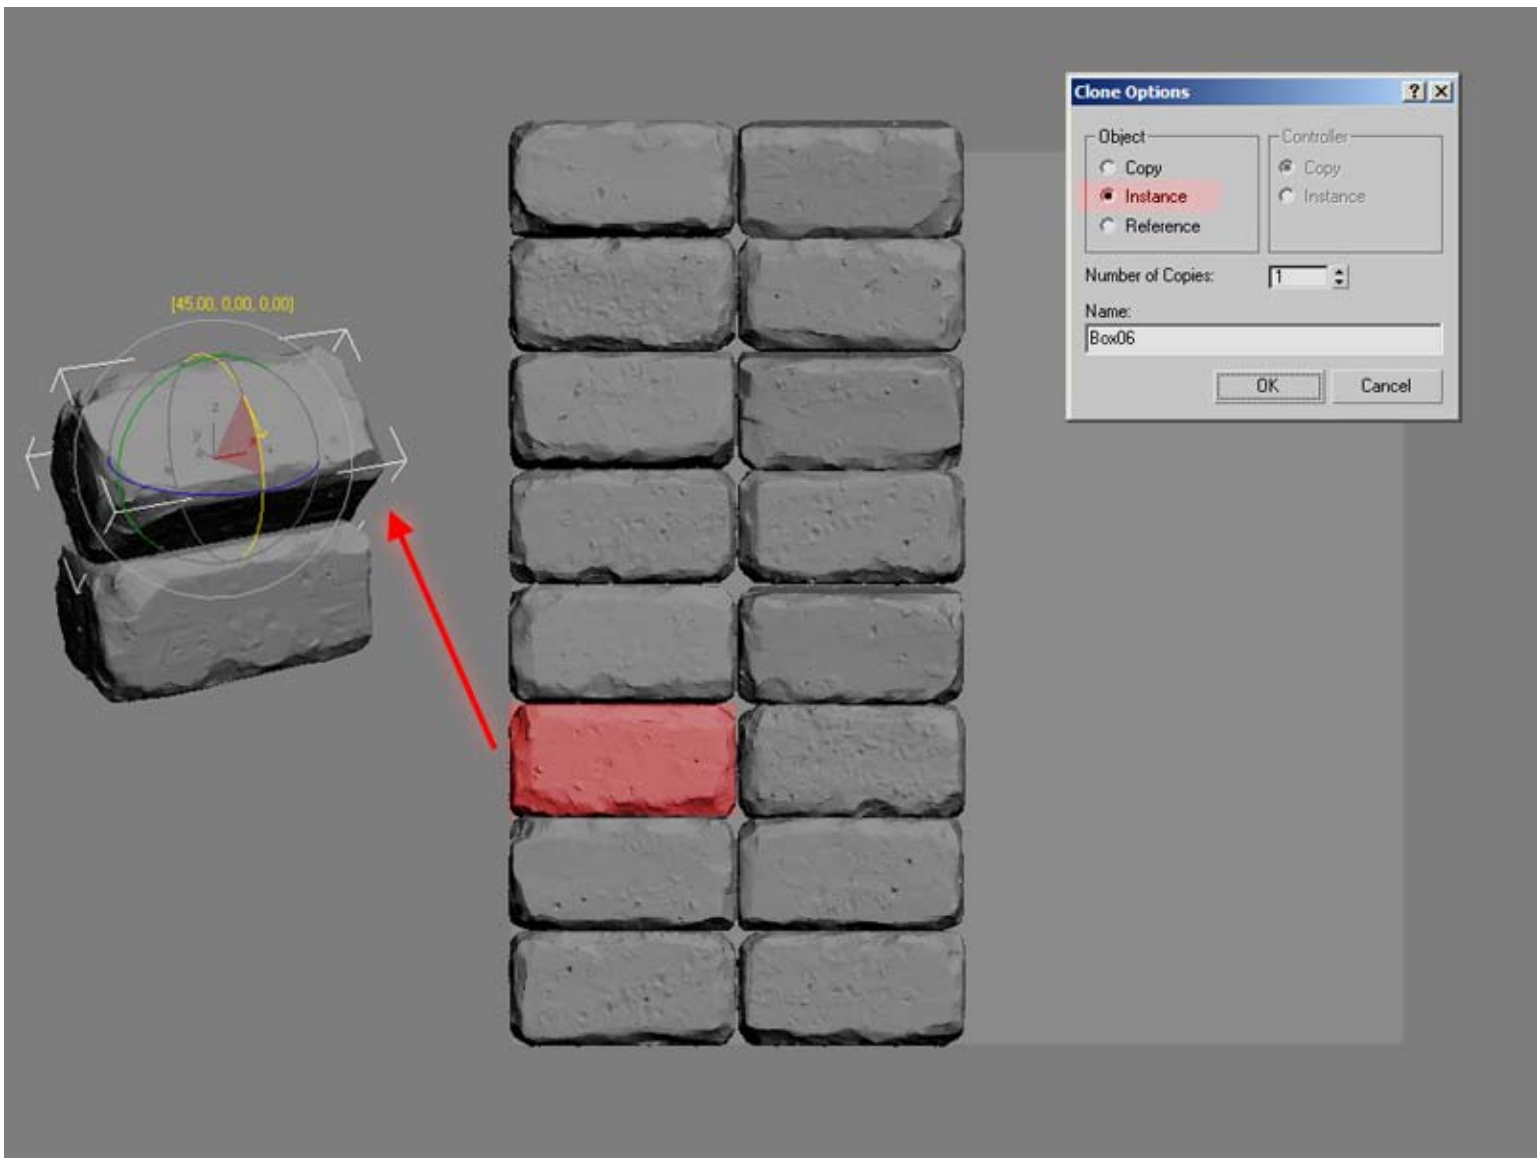 Clone Options
Object
Controller
Copy
Copy
Instance
Instance
Reference
Number of Copies:
1
Name:
Box06
OK
Cancel
[45,00, 0,00, 0,00]
z
y